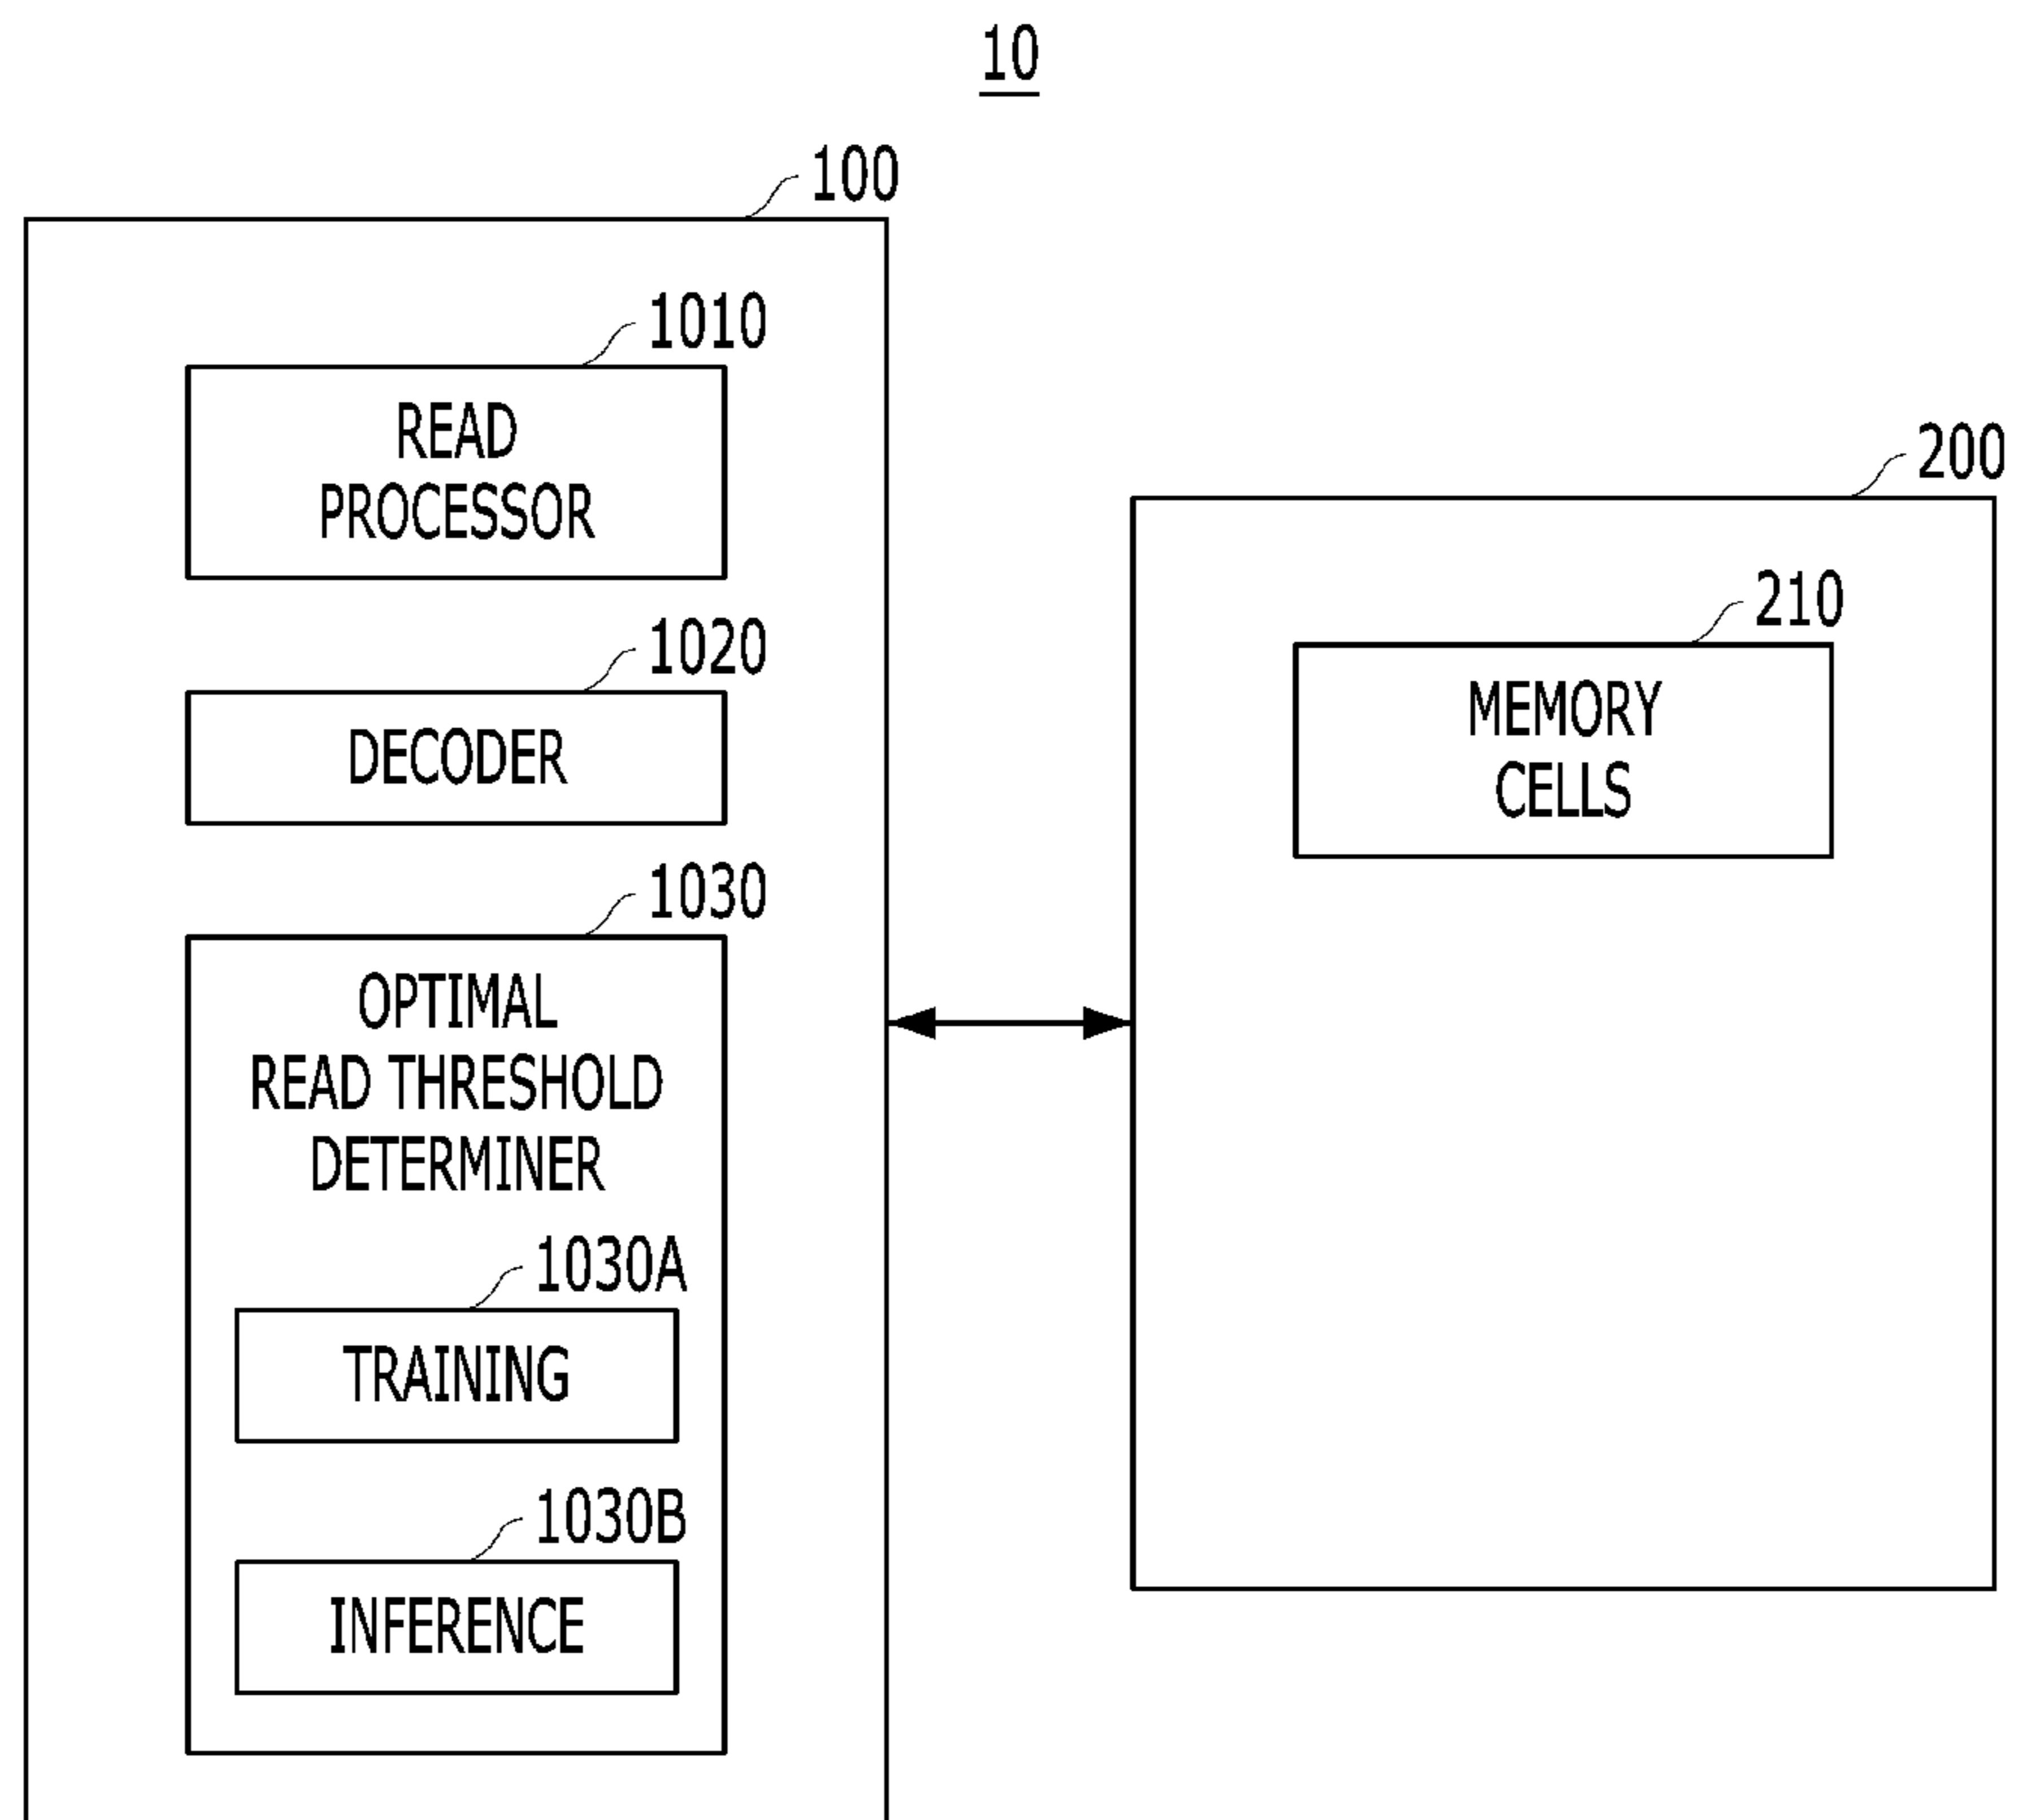 10
100
1010
READ
PROCESSOR
1020
DECODER
1030
OPTIMAL
READ THRESHOLD
DETERMINER
1030A
TRAINING
1030B
INFERENCE
200
210
MEMORY
CELLS